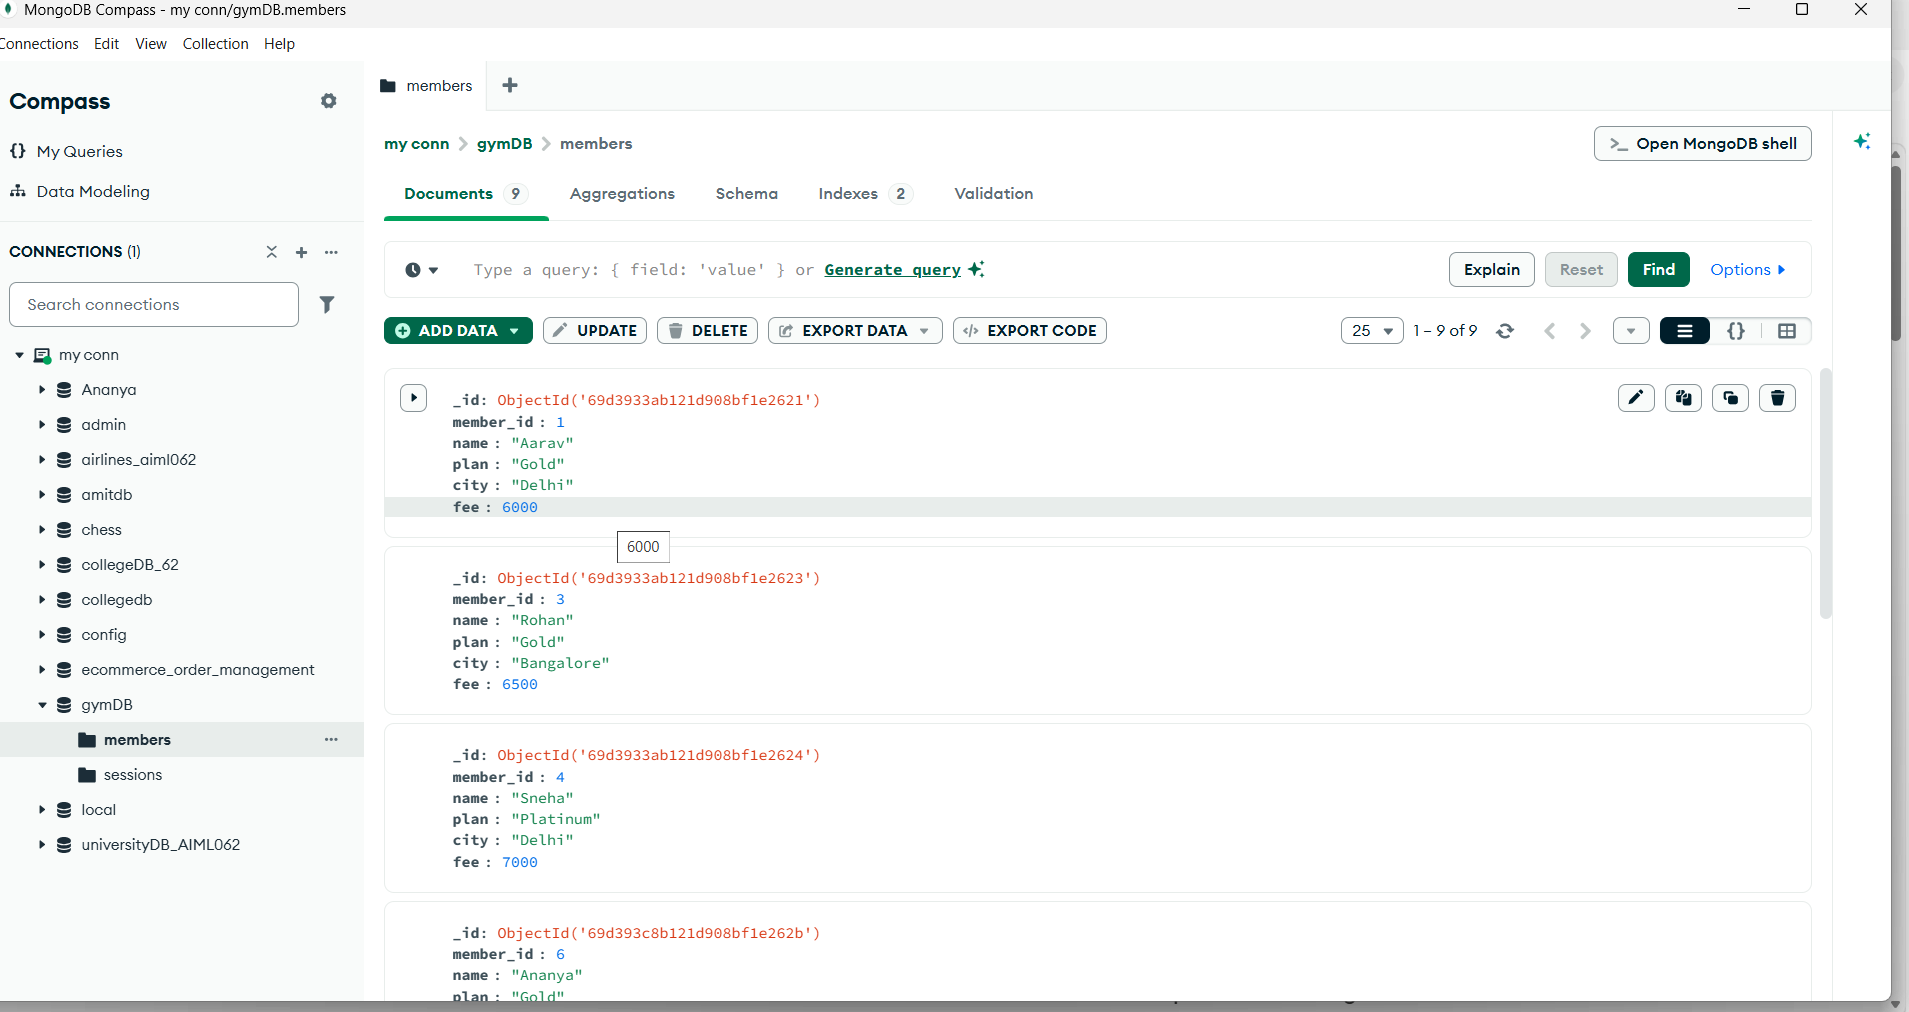 MongoDB Compass - my conn/gymDB.members
Connections Edit View Collection Help
Compass
My Queries
Data Modeling
CONNECTIONS (1)
Search connections
my conn
Ananya
admin
airlines_aiml062
amitdb
chess
collegeDB_62
collegedb
config
ecommerce_order_management
gymDB
members
sessions
local
universityDB_AIML062
members
my conn > gymDB > members
>_ Open MongoDB shell
Documents 9 Aggregations Schema Indexes 2 Validation
Type a query: { field: 'value' } or Generate query
Explain Reset Find Options
ADD DATA UPDATE DELETE EXPORT DATA </> EXPORT CODE
25 1 – 9 of 9 {}
_id: ObjectId('69d3933ab121d908bf1e2621')
member_id : 1
name : "Aarav"
plan : "Gold"
city : "Delhi"
fee : 6000
6000
_id: ObjectId('69d3933ab121d908bf1e2623')
member_id : 3
name : "Rohan"
plan : "Gold"
city : "Bangalore"
fee : 6500
_id: ObjectId('69d3933ab121d908bf1e2624')
member_id : 4
name : "Sneha"
plan : "Platinum"
city : "Delhi"
fee : 7000
_id: ObjectId('69d393c8b121d908bf1e262b')
member_id : 6
name : "Ananya"
plan : "Gold"